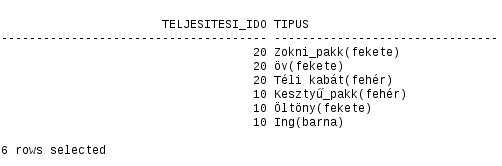 TELJESITESI_IDO TIPUS
------------------------------------- -------------------------------
20 Zokni_pakk(fekete)
20 öv(fekete)
20 Téli kabát(fehér)
10 Kesztyű_pakk(fehér)
10 Öltöny(fekete)
10 Ing(barna)
6 rows selected